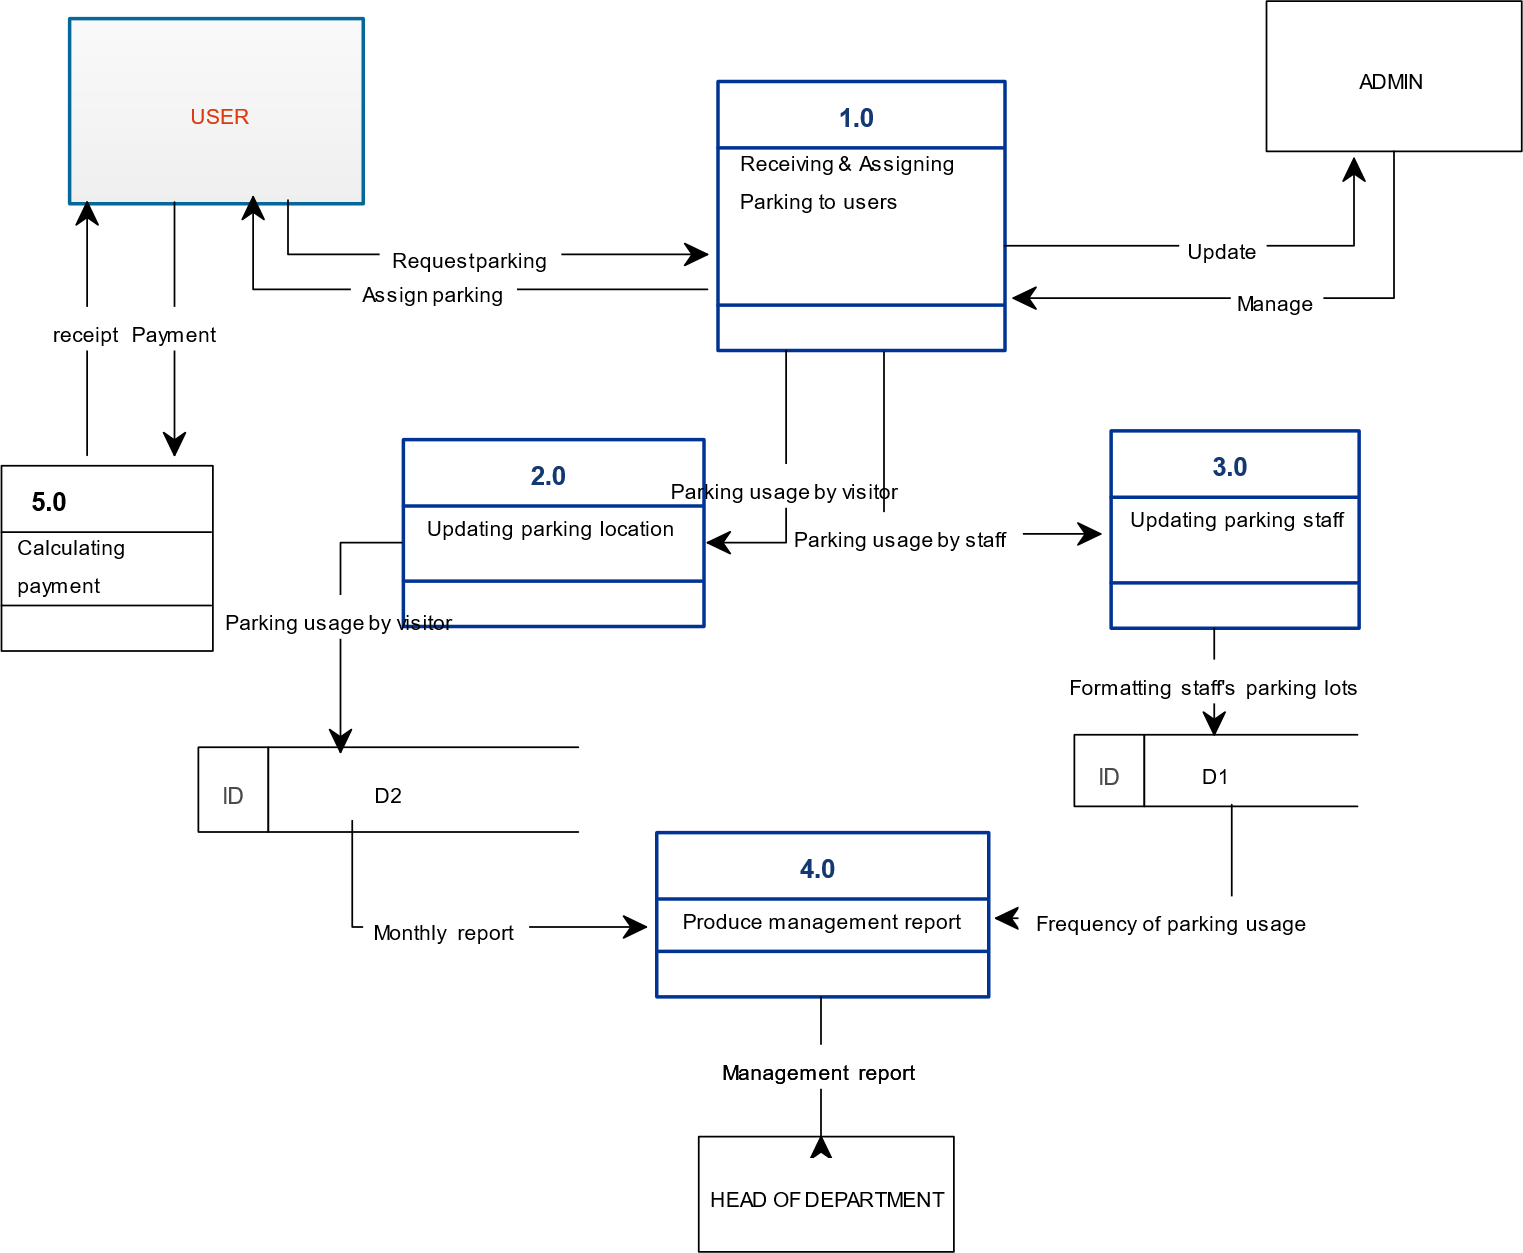 USER
ADMIN
1.0
Receiving & Assigning
Parking to users
Request parking
Assign parking
Update
Manage
receipt
Payment
5.0
Calculating
payment
2.0
Updating parking location
Parking usage by visitor
Parking usage by staff
3.0
Updating parking staff
Parking usage by visitor
Formatting staff's parking lots
ID
D2
ID
D1
4.0
Produce management report
Monthly report
Frequency of parking usage
Management report
HEAD OF DEPARTMENT